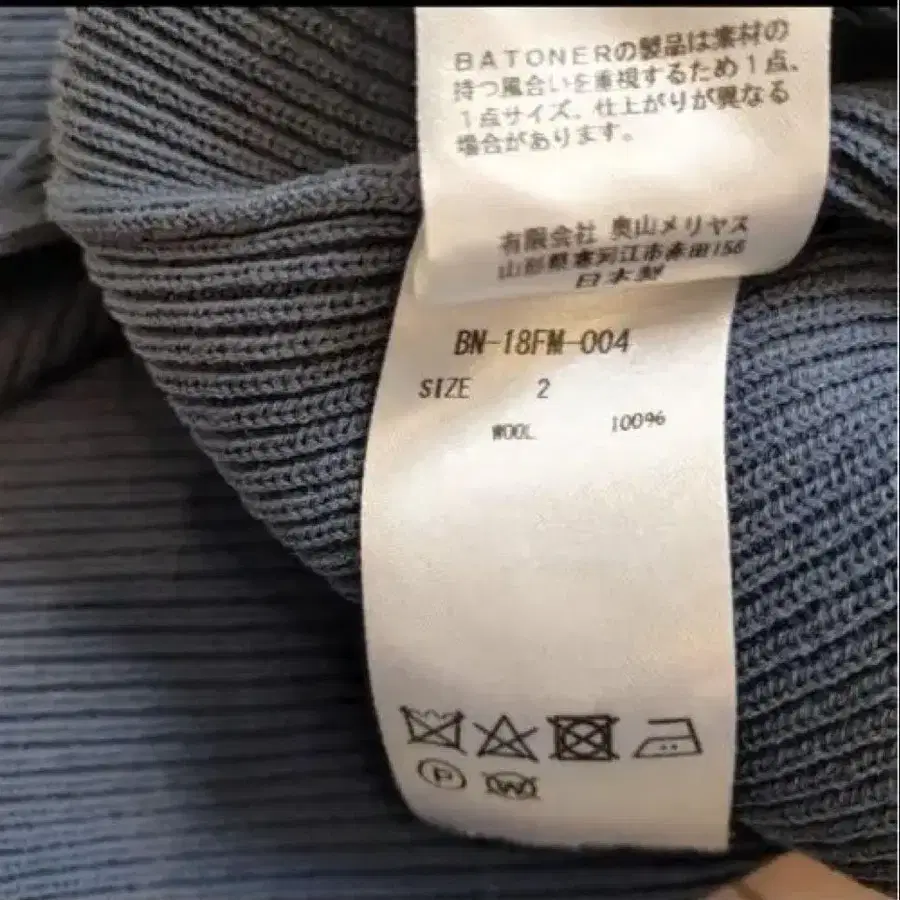 BATONERの製品は素材の
持つ風合いを重視するため1点、
1点サイズ、仕上がりが異なる
場合があります。
有限会社 奥山メリヤス
山形県寒河江市赤田156
日本製
BN-18FM-004
SIZE 2
WOOL 100%
P
W